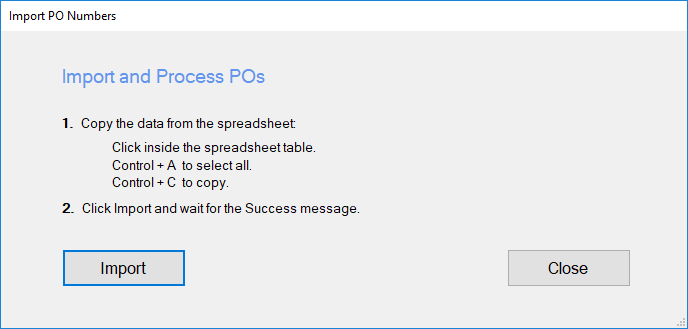 Import PO Numbers
Import and Process POs
1. Copy the data from the spreadsheet:
Click inside the spreadsheet table.
Control + A to select all.
Control + C to copy.
2. Click Import and wait for the Success message.
Import
Close